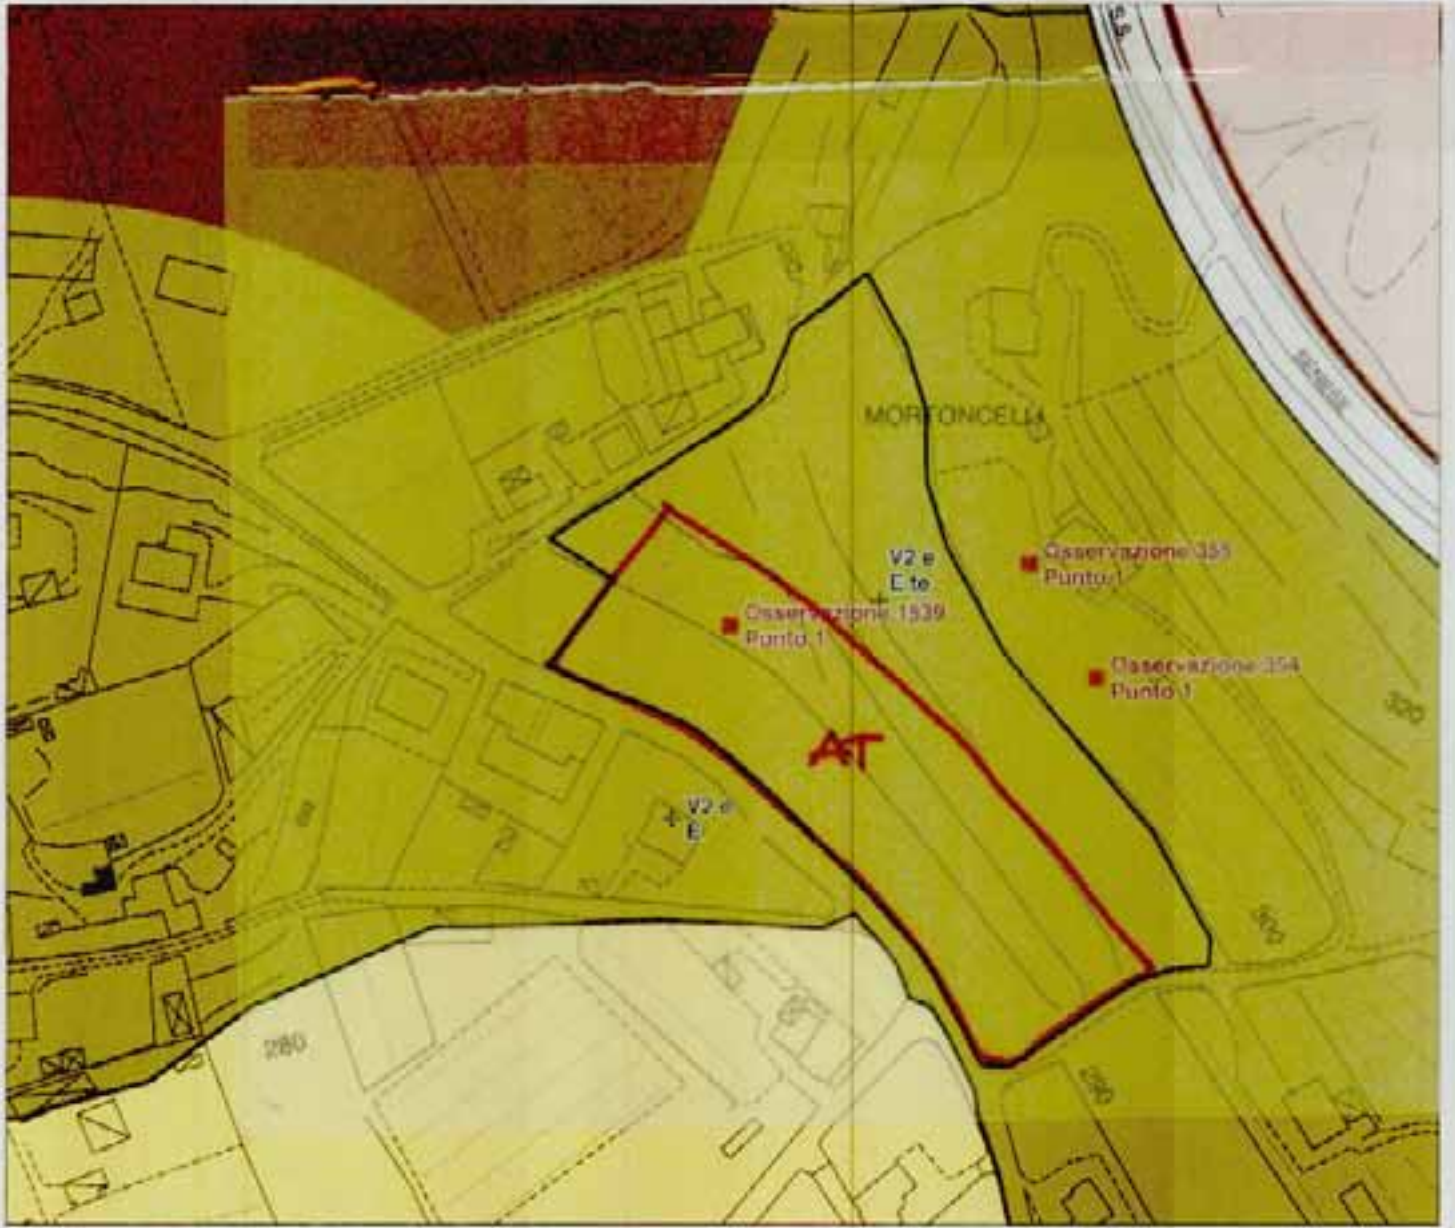 S.S.
SENESE
MORTONCELLI
V2 e
E te
Osservazione 355
Punto 1
Osservazione 1539
Punto 1
Osservazione 354
Punto 1
320
AT
V2 e
E
300
280
290